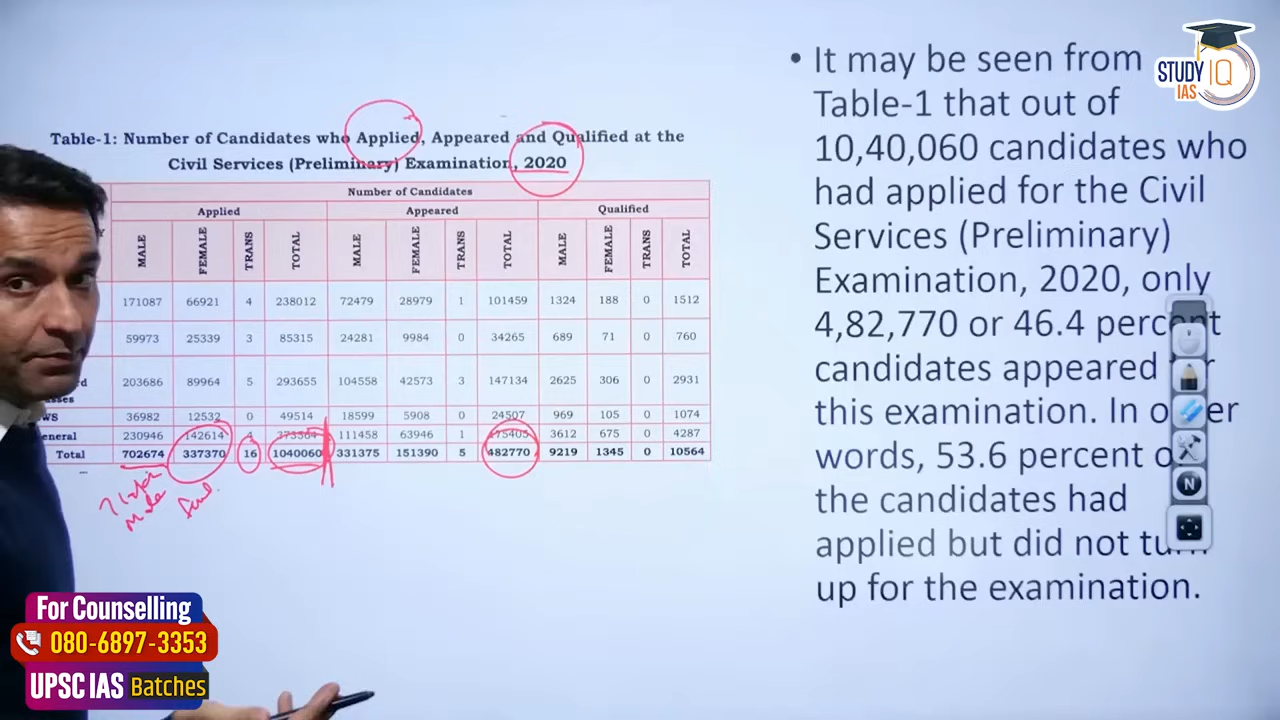 STUDY IQ
IAS
Table-1: Number of Candidates who Applied, Appeared and Qualified at the
Civil Services (Preliminary) Examination, 2020
Number of Candidates
Applied Appeared Qualified
MALE FEMALE TRANS TOTAL MALE FEMALE TRANS TOTAL MALE FEMALE TRANS TOTAL
171087 66921 4 238012 72479 28979 1 101459 1324 188 0 1512
59973 25339 3 85315 24281 9984 0 34265 689 71 0 760
203686 89964 5 293655 104558 42573 3 147134 2625 306 0 2931
36982 12532 0 49514 18599 5908 0 24507 969 105 0 1074
230946 142614 373564 111458 63946 1 175405 3612 675 0 4287
Total 702674 337370 16 1040060 331375 151390 5 482770 9219 1345 0 10564
Male
• It may be seen from
Table-1 that out of
10,40,060 candidates who
had applied for the Civil
Services (Preliminary)
Examination, 2020, only
4,82,770 or 46.4 percent
candidates appeared for
this examination. In other
words, 53.6 percent of
the candidates had
applied but did not turn
up for the examination.
N
For Counselling
080-6897-3353
UPSC IAS Batches